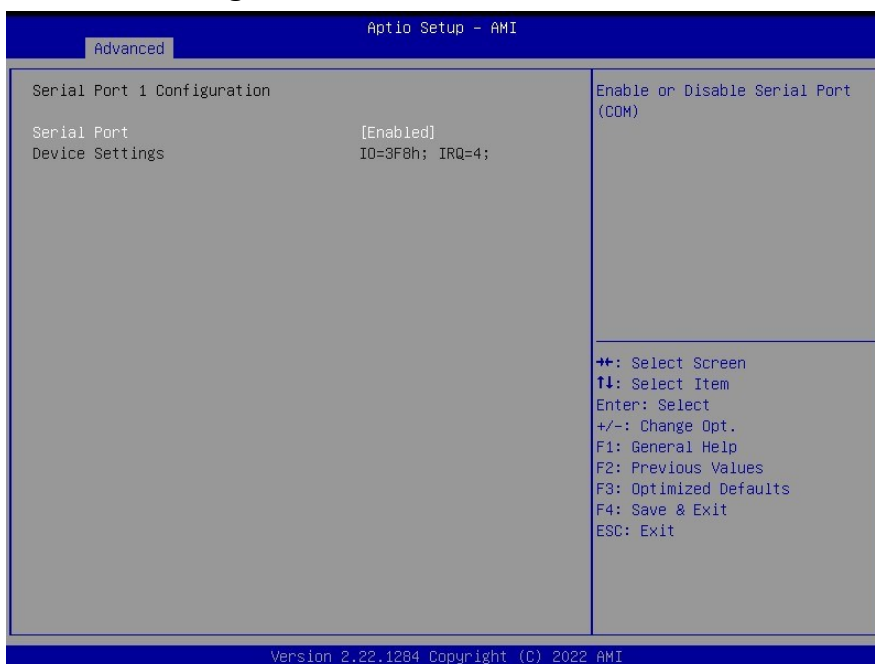 Aptio Setup – AMI
Advanced
Serial Port 1 Configuration
Serial Port [Enabled]
Device Settings IO=3F8h; IRQ=4;
Enable or Disable Serial Port
(COM)
→←: Select Screen
↑↓: Select Item
Enter: Select
+/-: Change Opt.
F1: General Help
F2: Previous Values
F3: Optimized Defaults
F4: Save & Exit
ESC: Exit
Version 2.22.1284 Copyright (C) 2022 AMI